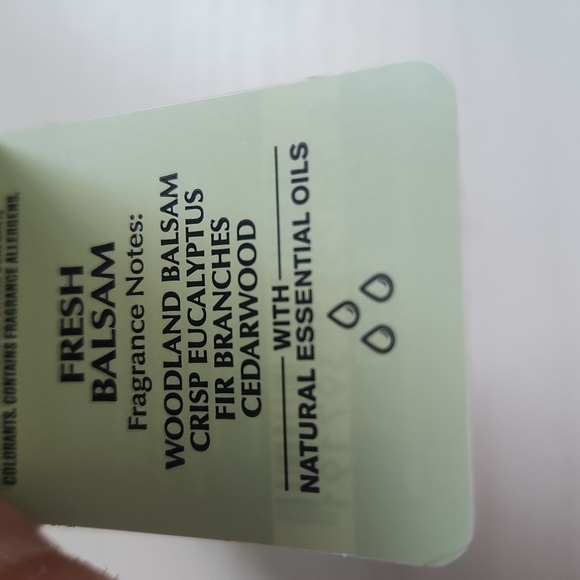 COLORANTS. CONTAINS FRAGRANCE ALLERGENS.
FRESH
BALSAM
Fragrance Notes:
WOODLAND BALSAM
CRISP EUCALYPTUS
FIR BRANCHES
CEDARWOOD
WITH
NATURAL ESSENTIAL OILS